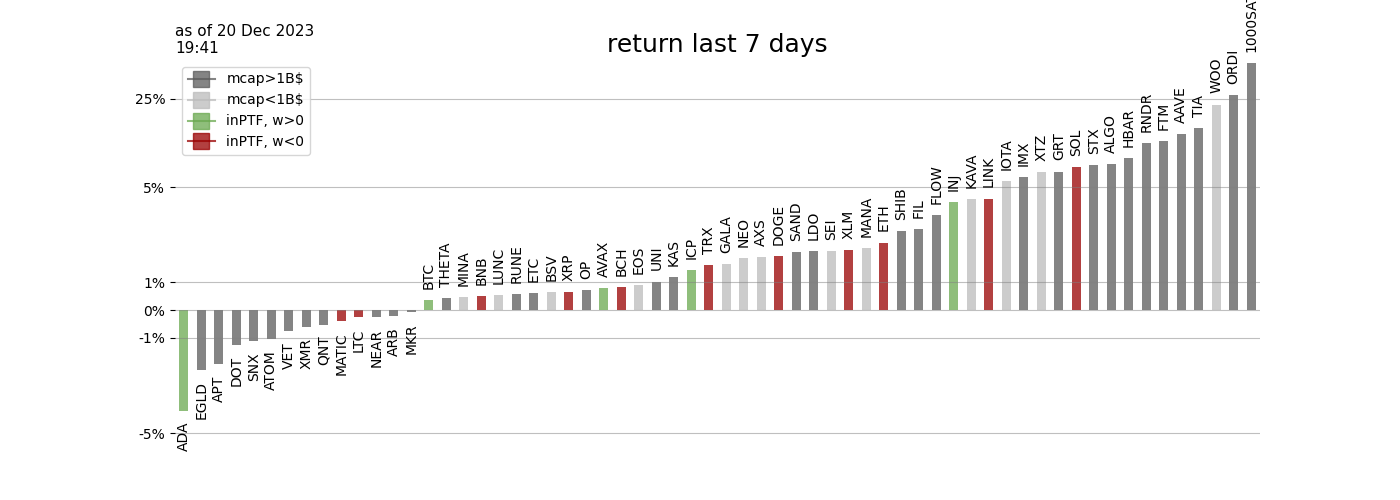 as of 20 Dec 2023
19:41
return last 7 days
mcap>1B$
mcap<1B$
inPTF, w>0
inPTF, w<0
25%
5%
1%
0%
-1%
-5%
ADA
EGLD
APT
DOT
SNX
ATOM
VET
XMR
QNT
MATIC
LTC
NEAR
ARB
MKR
BTC
THETA
MINA
BNB
LUNC
RUNE
ETC
BSV
XRP
OP
AVAX
BCH
EOS
UNI
KAS
ICP
TRX
GALA
NEO
AXS
DOGE
SAND
LDO
SEI
XLM
MANA
ETH
SHIB
FIL
FLOW
INJ
KAVA
LINK
IOTA
IMX
XTZ
GRT
SOL
STX
ALGO
HBAR
RNDR
FTM
AAVE
TIA
WOO
ORDI